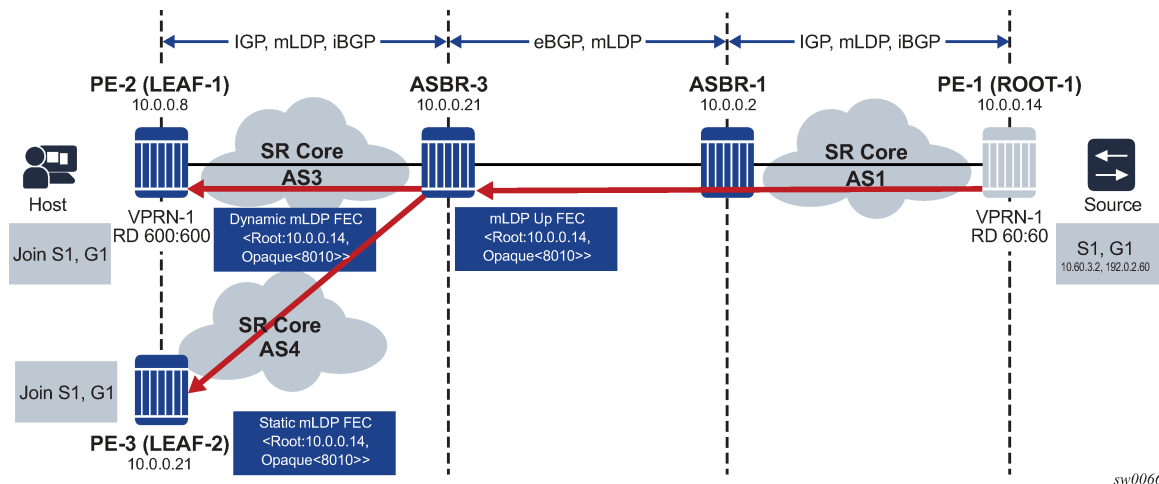 IGP, mLDP, iBGP
eBGP, mLDP
IGP, mLDP, iBGP
PE-2 (LEAF-1)
10.0.0.8
ASBR-3
10.0.0.21
ASBR-1
10.0.0.2
PE-1 (ROOT-1)
10.0.0.14
SR Core
AS3
SR Core
AS1
Host
Source
VPRN-1
RD 600:600
Dynamic mLDP FEC
<Root:10.0.0.14,
Opaque<8010>>
mLDP Up FEC
<Root:10.0.0.14,
Opaque<8010>>
VPRN-1
RD 60:60
Join S1, G1
S1, G1
10.60.3.2, 192.0.2.60
SR Core
AS4
Join S1, G1
Static mLDP FEC
<Root:10.0.0.14,
Opaque<8010>>
PE-3 (LEAF-2)
10.0.0.21